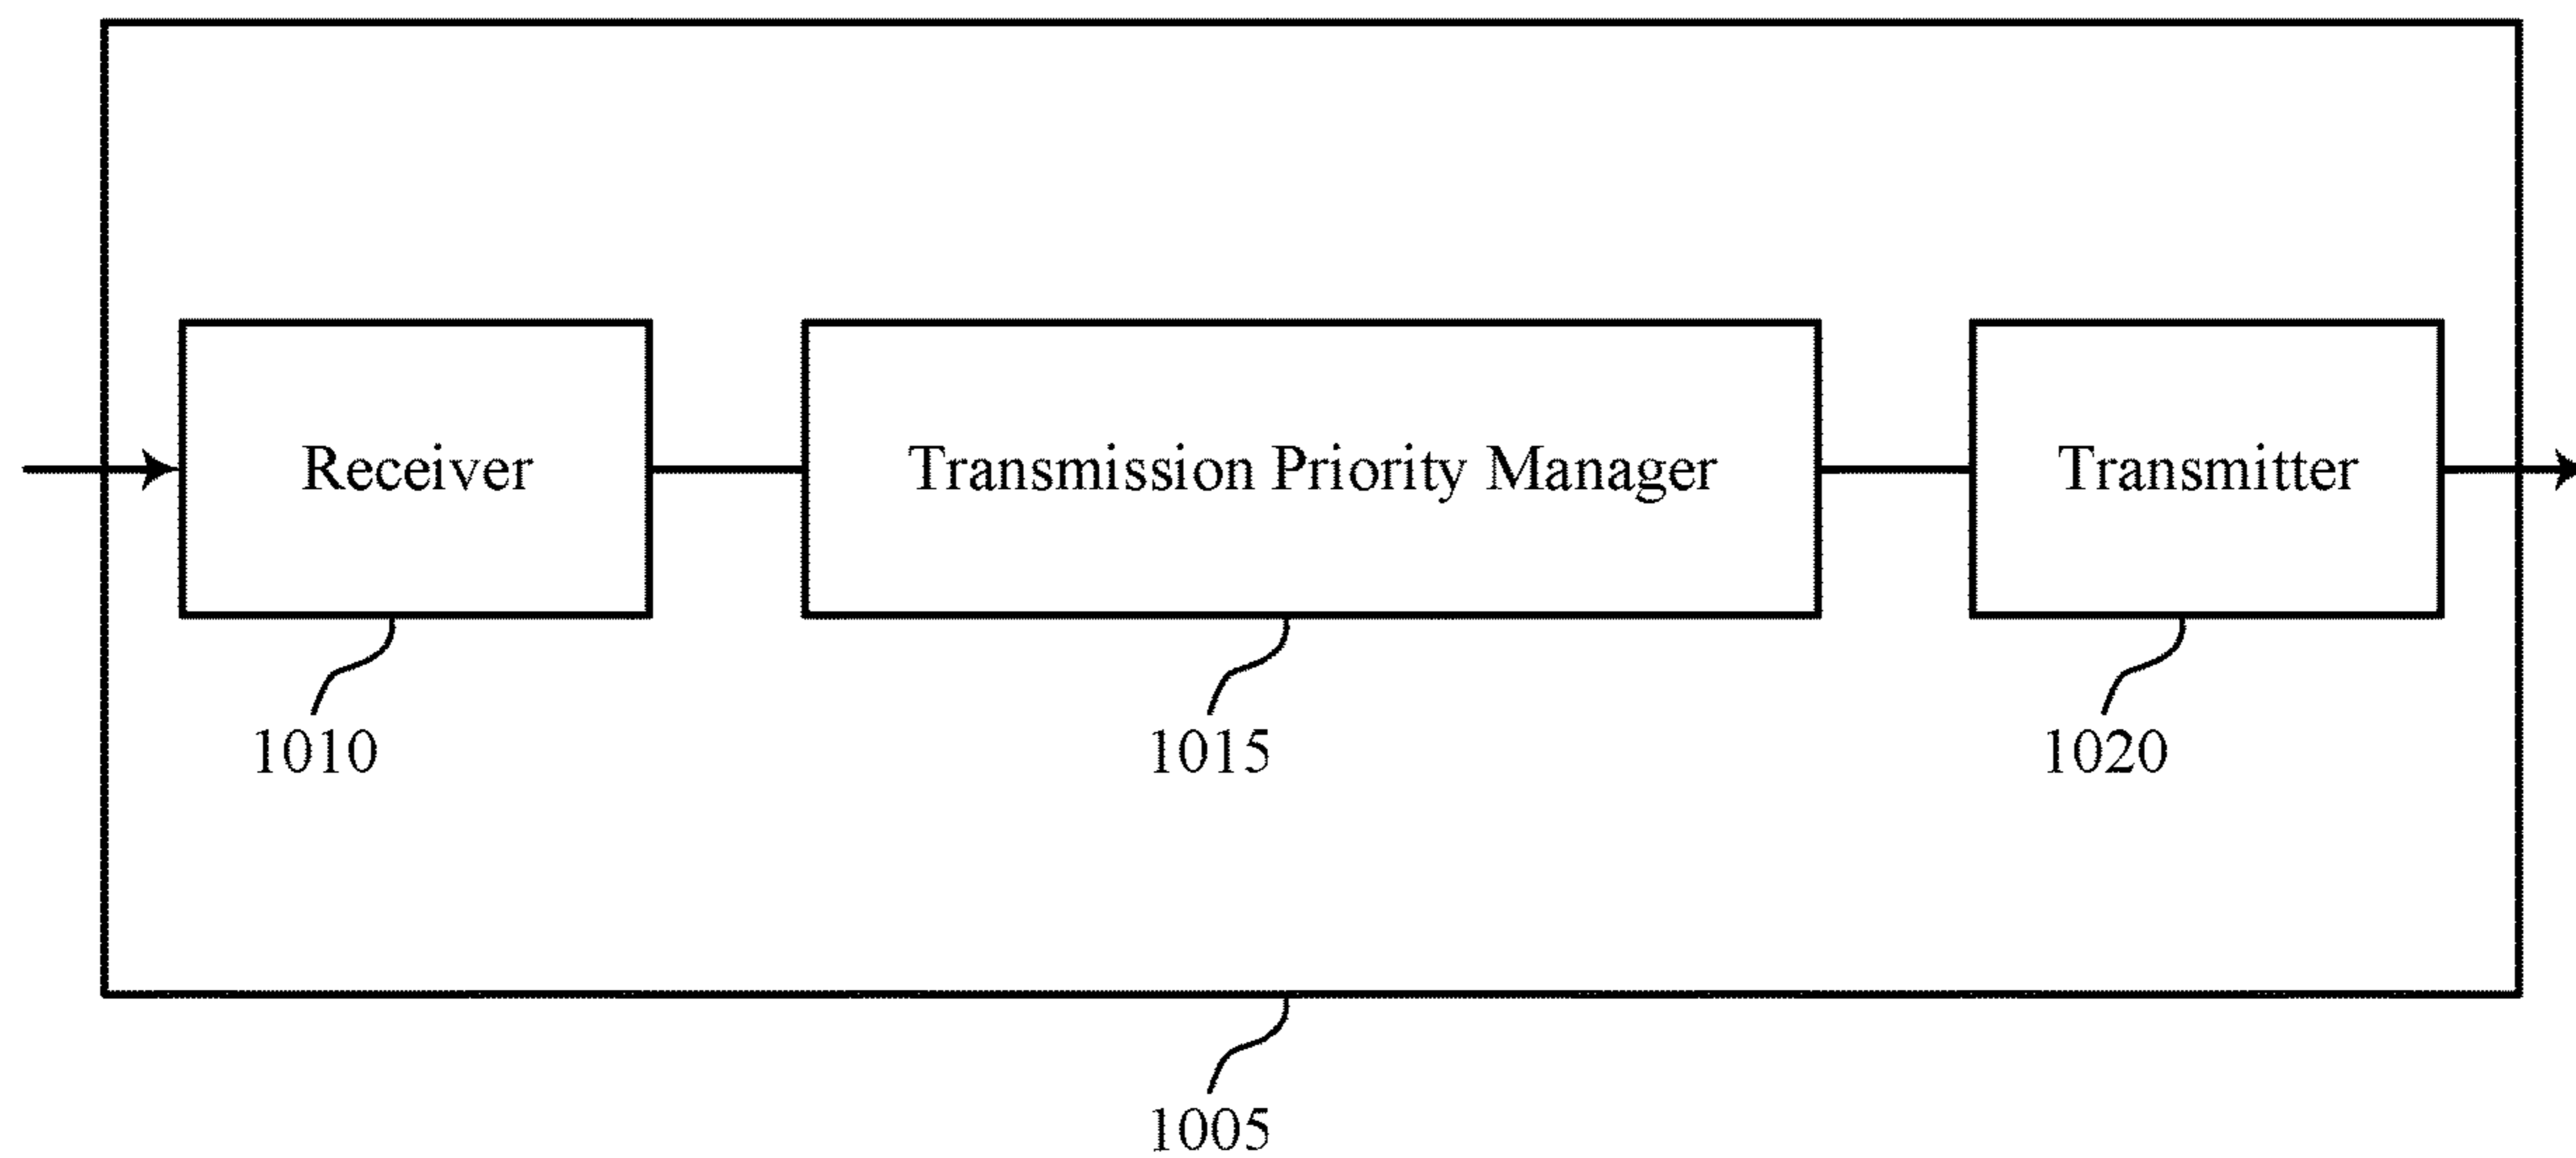 Receiver
Transmission Priority Manager
Transmitter
1010
1015
1020
1005